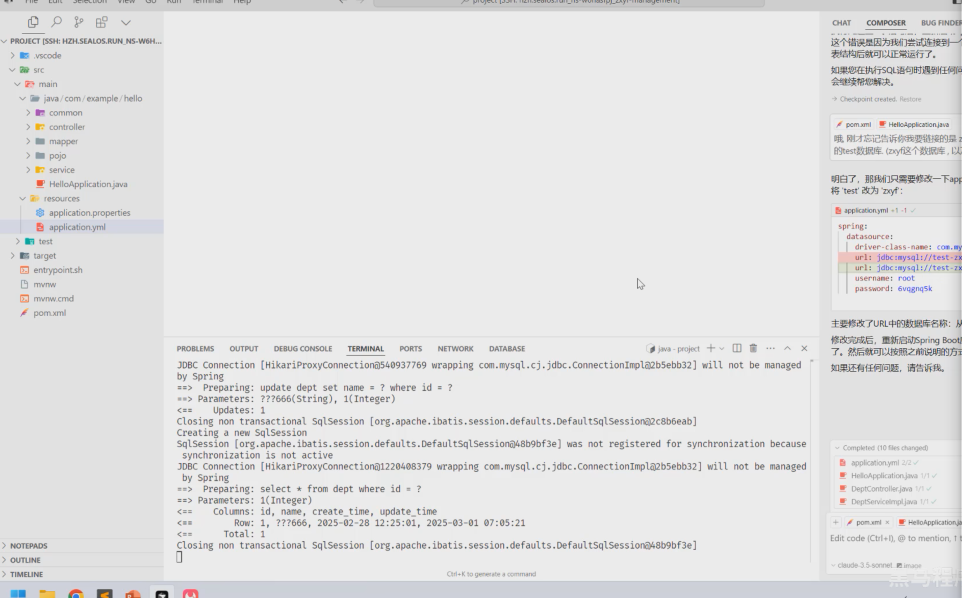 File Edit Selection View Go Run Terminal Help
PROJECT [SSH: HZH.SEALOS.RUN_NS-W6H...
.vscode
src
main
java / com / example / hello
common
controller
mapper
pojo
service
HelloApplication.java
resources
application.properties
application.yml
test
target
entrypoint.sh
mvnw
mvnw.cmd
pom.xml
NOTEPADS
OUTLINE
TIMELINE
PROBLEMS OUTPUT DEBUG CONSOLE TERMINAL PORTS NETWORK DATABASE
java - project
JDBC Connection [HikariProxyConnection@540937769 wrapping com.mysql.cj.jdbc.ConnectionImpl@2b5ebb32] will not be managed
by Spring
==> Preparing: update dept set name = ? where id = ?
==> Parameters: ???666(String), 1(Integer)
<== Updates: 1
Closing non transactional SqlSession [org.apache.ibatis.session.defaults.DefaultSqlSession@2c8b6eab]
Creating a new SqlSession
SqlSession [org.apache.ibatis.session.defaults.DefaultSqlSession@48b9bf3e] was not registered for synchronization because
synchronization is not active
JDBC Connection [HikariProxyConnection@1220408379 wrapping com.mysql.cj.jdbc.ConnectionImpl@2b5ebb32] will not be managed
by Spring
==> Preparing: select * from dept where id = ?
==> Parameters: 1(Integer)
<== Columns: id, name, create_time, update_time
<== Row: 1, ???666, 2025-02-28 12:25:01, 2025-03-01 07:05:21
<== Total: 1
Closing non transactional SqlSession [org.apache.ibatis.session.defaults.DefaultSqlSession@48b9bf3e]
Ctrl+K to generate a command
CHAT COMPOSER BUG FINDER
这个错误是因为我们尝试连接到一个
表结构后就可以正常运行了。
如果您在执行SQL语句时遇到任何问
会继续帮您解决。
Checkpoint created. Restore
pom.xml HelloApplication.java
哦, 刚才忘记告诉你我要链接的是 z
的test数据库. (zxyf这个数据库 , 以
明白了，那我们只需要修改一下app
将 'test' 改为 'zxyf'：
application.yml +1 -1
spring:
datasource:
driver-class-name: com.my
url: jdbc:mysql://test-zx
url: jdbc:mysql://test-zx
username: root
password: 6vqgnq5k
主要修改了URL中的数据库名称：从
修改完成后，重新启动Spring Boot
了。然后就可以按照之前说明的方式
如果还有任何问题，请告诉我。
Completed (10 files changed)
application.yml 2/2
HelloApplication.java 1/1
DeptController.java 1/1
DeptServiceImpl.java 1/1
pom.xml HelloApplication.ja
Edit code (Ctrl+I), @ to mention, 1 t
claude-3.5-sonnet image
黑马程